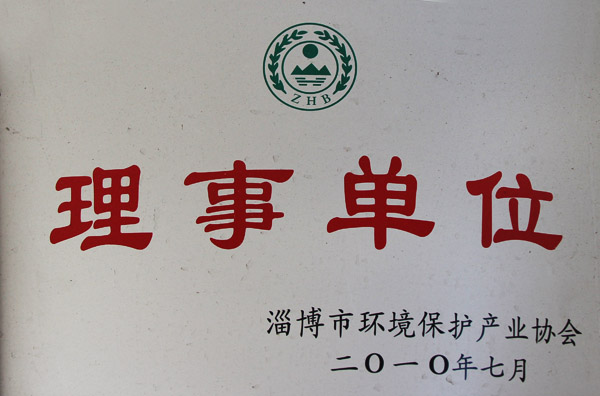 ZHB
理事单位
淄博市环境保护产业协会
二〇一〇年七月